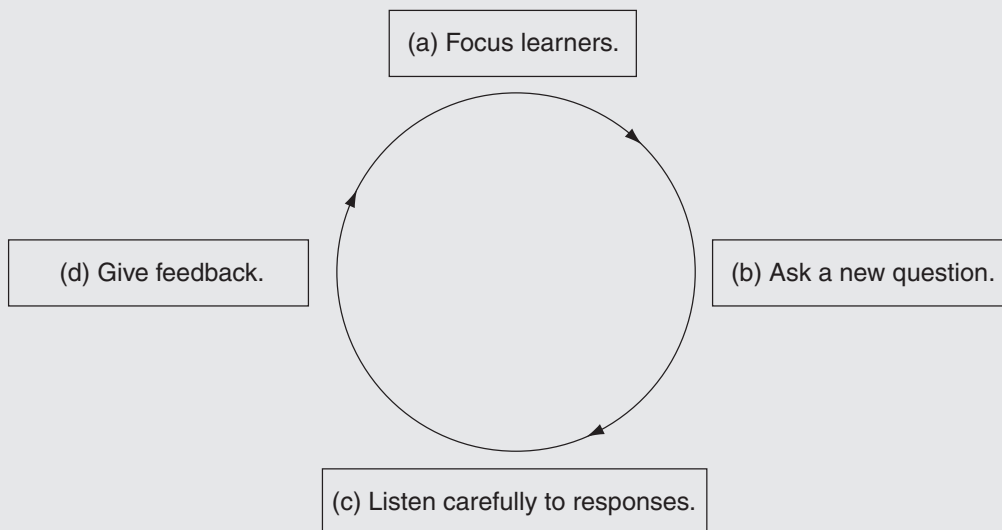 (a) Focus learners.
(b) Ask a new question.
(c) Listen carefully to responses.
(d) Give feedback.